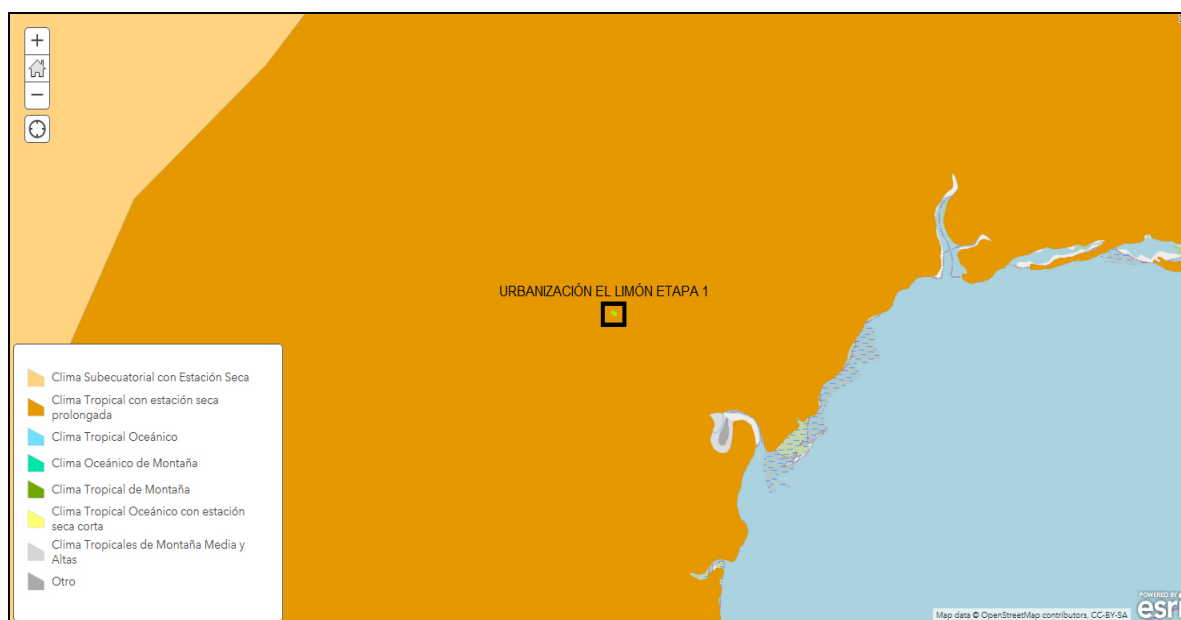 URBANIZACIÓN EL LIMÓN ETAPA 1
Clima Subecuatorial con Estación Seca
Clima Tropical con estación seca
prolongada
Clima Tropical Oceánico
Clima Oceánico de Montaña
Clima Tropical de Montaña
Clima Tropical Oceánico con estación
seca corta
Clima Tropicales de Montaña Media y
Altas
Otro
Map data © OpenStreetMap contributors, CC-BY-SA
POWERED BY
esri